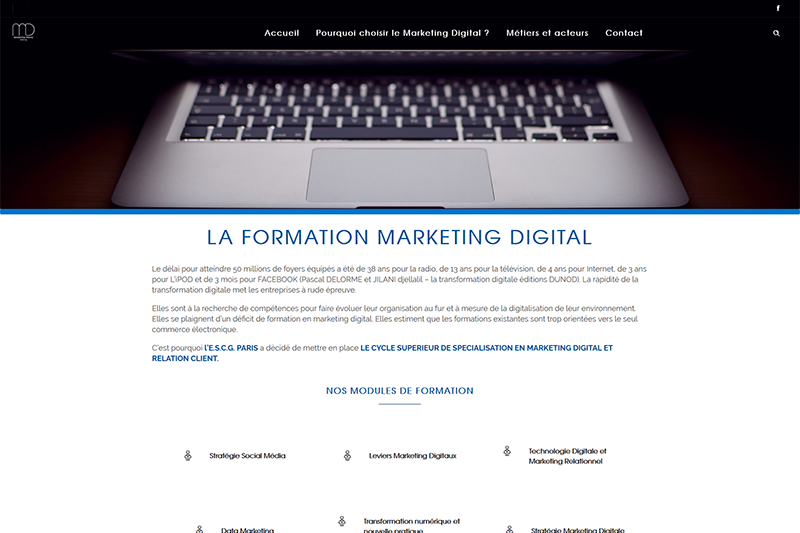 Accueil Pourquoi choisir le Marketing Digital ? Métiers et acteurs Contact
LA FORMATION MARKETING DIGITAL
Le délai pour atteindre 50 millions de foyers équipés a été de 38 ans pour la radio, de 13 ans pour la télévision, de 4 ans pour Internet, de 3 ans
pour L'iPOD et de 3 mois pour FACEBOOK (Pascal DELORME et JILANI djellalil – la transformation digitale éditions DUNOD). La rapidité de la
transformation digitale met les entreprises à rude épreuve.
Elles sont à la recherche de compétences pour faire évoluer leur organisation au fur et à mesure de la digitalisation de leur environnement.
Elles se plaignent d'un déficit de formation en marketing digital. Elles estiment que les formations existantes sont trop orientées vers le seul
commerce électronique.
C'est pourquoi l'E.S.C.G. PARIS a décidé de mettre en place LE CYCLE SUPERIEUR DE SPECIALISATION EN MARKETING DIGITAL ET
RELATION CLIENT.
NOS MODULES DE FORMATION
Stratégie Social Média
Leviers Marketing Digitaux
Technologie Digitale et
Marketing Relationnel
Data Marketing
Transformation numérique et
nouvelle pratique
Stratégie Marketing Digitale